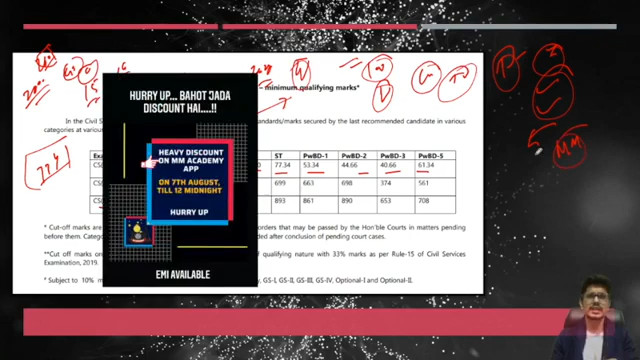 - minimum qualifying marks*
In the Civil S
standards/marks secured by the last recommended candidate in various
categories at various
HURRY UP... BAHOT JADA
DISCOUNT HAI....!!
HEAVY DISCOUNT
ON MM ACADEMY
APP
ON 7TH AUGUST,
TILL 12 MIDNIGHT
HURRY UP
EMI AVAILABLE
Exa
ST PwBD-1 PwBD-2 PwBD-3 PwBD-5
77.34 53.34 44.66 40.66 61.34
699 663 698 374 561
893 861 890 653 708
*Cut-off marks are
orders that may be passed by the Hon'ble Courts in matters pending
before them. Categ
ed after conclusion of pending court cases.
**Cut off marks on
of qualifying nature with 33% marks as per Rule-15 of Civil Services
Examination, 2019.
* Subject to 10% m
GS-I, GS-II, GS-III, GS-IV, Optional-I and Optional-II.
MM